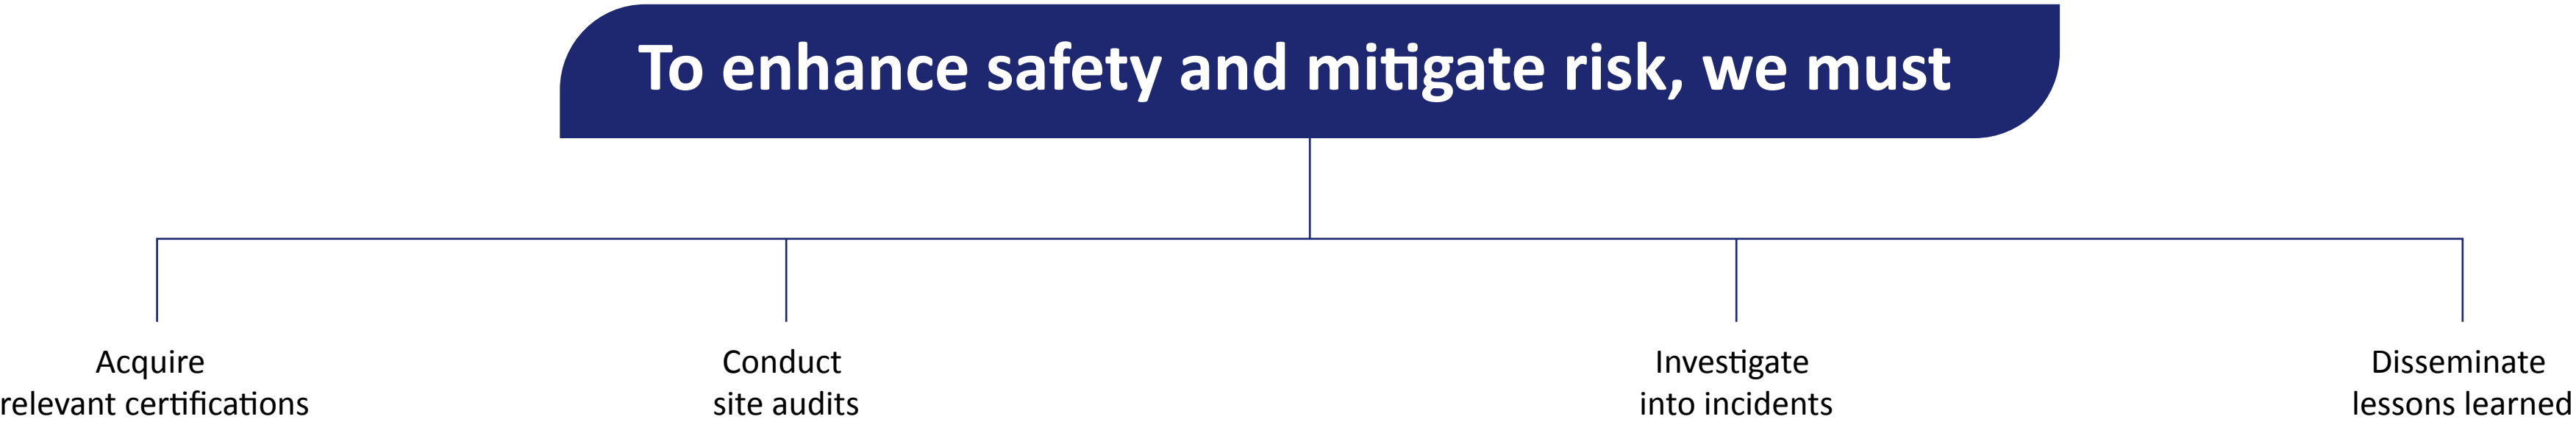 To enhance safety and mitigate risk, we must
Acquire
relevant certifications
Conduct
site audits
Investigate
into incidents
Disseminate
lessons learned